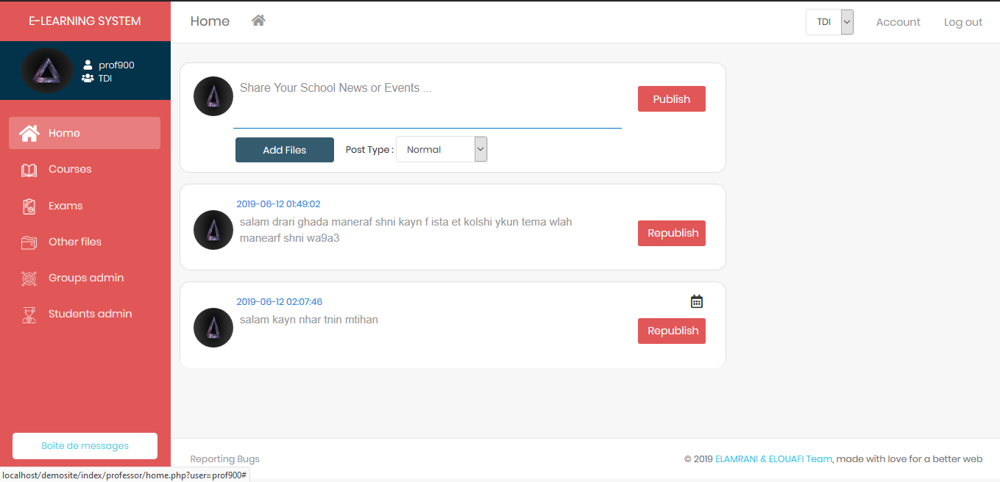 E-LEARNING SYSTEM
prof900
TDI
Home
Courses
Exams
Other files
Groups admin
Students admin
Boîte de messages
Home
TDI
Account
Log out
Share Your School News or Events ...
Publish
Add Files
Post Type :
Normal
2019-06-12 01:49:02
salam drari ghada maneraf shni kayn f ista et kolshi ykun tema wlah
manearf shni wa9a3
Republish
2019-06-12 02:07:46
salam kayn nhar tnin mtihan
Republish
Reporting Bugs
© 2019 ELAMRANI & ELOUAFI Team, made with love for a better web
localhost/demosite/index/professor/home.php?user=prof900#